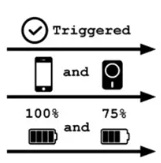 Triggered
and
100% 75%
and